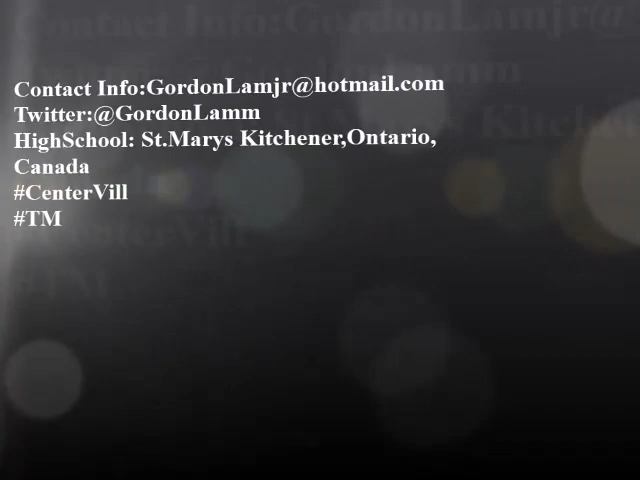 Contact Info:GordonLamjr@hotmail.com
Twitter:@GordonLamm
HighSchool: St.Marys Kitchener,Ontario,
Canada
#CenterVill
#TM